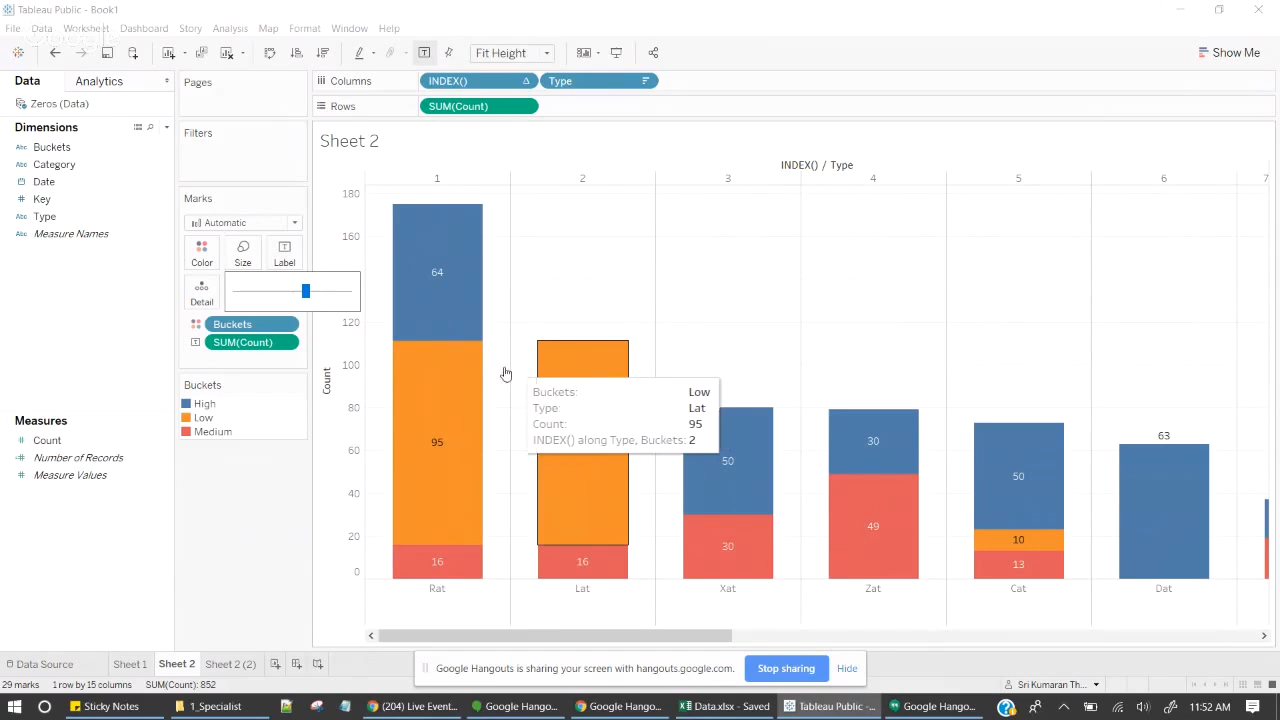 Tableau Public - Book1
File Data Worksheet Dashboard Story Analysis Map Format Window Help
Fit Height
Show Me
Data Analytics
Pages
Columns INDEX() Type
Rows SUM(Count)
Zeros (Data)
Dimensions
Abc Buckets
Abc Category
Date
# Key
Abc Type
Abc Measure Names
Filters
Marks
Automatic
Color Size Label
Detail
Buckets
SUM(Count)
Buckets
High
Low
Medium
Measures
# Count
# Number of Records
# Measure Values
Sheet 2
INDEX() / Type
1 2 3 4 5 6 7
180
160
120
100
80
60
40
20
0
Count
64
95
16
16
50
30
30
49
50
10
13
63
Buckets: Low
Type: Lat
Count: 95
INDEX() along Type, Buckets: 2
Rat Lat Xat Zat Cat Dat
Data Source Sheet 1 Sheet 2 Sheet 2 (2)
Google Hangouts is sharing your screen with hangouts.google.com. Stop sharing Hide
29 marks 1 row by 15 columns SUM(Count): 852
Sri Kumaran Th...
Sticky Notes 1_Specialist (204) Live Event... Google Hango... Google Hango... Data.xlsx - Saved Tableau Public -... Google Hango... 11:52 AM